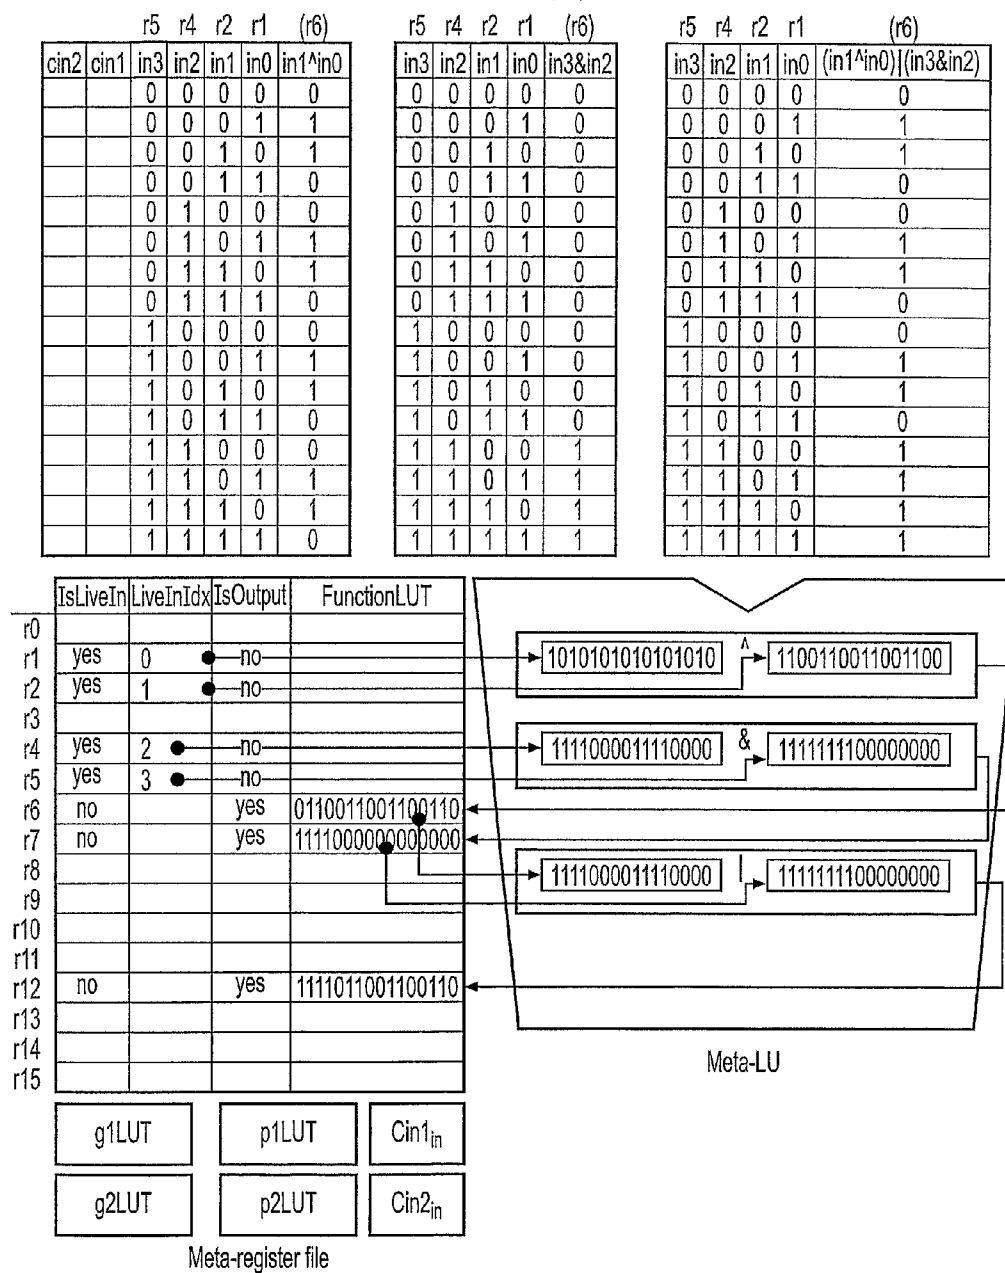 r5 r4 r2 r1 (r6) r5 r4 r2 r1 (r6) r5 r4 r2 r1 (r6)
cin2 cin1 in3 in2 in1 in0 in1^in0 in3 in2 in1 in0 in3&in2 in3 in2 in1 in0 (in1^in0)|(in3&in2)
0 0 0 0 0 0 0 0 0 0 0 0 0 0 0
0 0 0 1 1 0 0 0 1 0 0 0 0 1 1
0 0 1 0 1 0 0 1 0 0 0 0 1 0 1
0 0 1 1 0 0 0 1 1 0 0 0 1 1 0
0 1 0 0 0 0 1 0 0 0 0 1 0 0 0
0 1 0 1 1 0 1 0 1 0 0 1 0 1 1
0 1 1 0 1 0 1 1 0 0 0 1 1 0 1
0 1 1 1 0 0 1 1 1 0 0 1 1 1 0
1 0 0 0 0 1 0 0 0 0 1 0 0 0 0
1 0 0 1 1 1 0 0 1 0 1 0 0 1 1
1 0 1 0 1 1 0 1 0 0 1 0 1 0 1
1 0 1 1 0 1 0 1 1 0 1 0 1 1 0
1 1 0 0 0 1 1 0 0 1 1 1 0 0 1
1 1 0 1 1 1 1 0 1 1 1 1 0 1 1
1 1 1 0 1 1 1 1 0 1 1 1 1 0 1
1 1 1 1 0 1 1 1 1 1 1 1 1 1 1
IsLiveIn LiveInIdx IsOutput FunctionLUT
r0
r1 yes 0 no 1010101010101010 ^ 1100110011001100
r2 yes 1 no
r3
r4 yes 2 no 1111000011110000 & 1111111100000000
r5 yes 3 no
r6 no yes 0110011001100110
r7 no yes 1111000000000000
r8 1111000011110000 | 1111111100000000
r9
r10
r11
r12 no yes 1111011001100110
r13
r14
r15
Meta-LU
g1LUT p1LUT Cin1in
g2LUT p2LUT Cin2in
Meta-register file